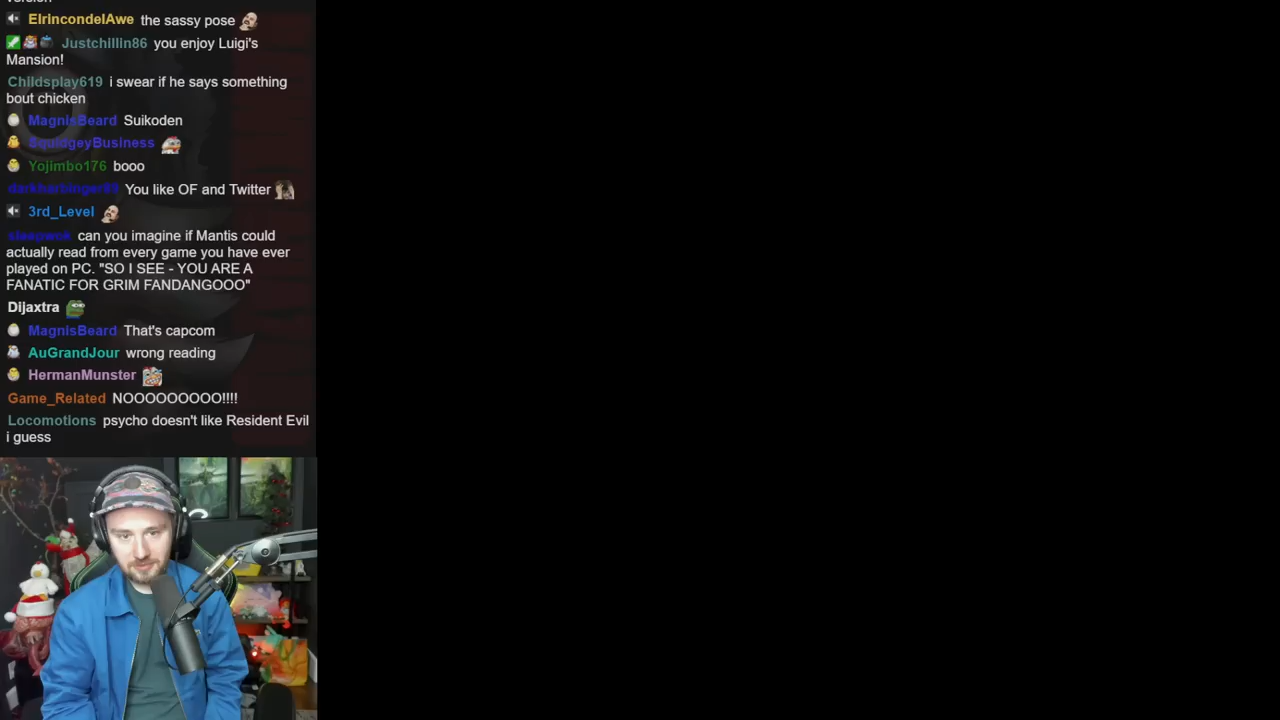 version
ElrincondelAwe the sassy pose
Justchillin86 you enjoy Luigi's
Mansion!
Childsplay619 i swear if he says something
bout chicken
MagnisBeard Suikoden
SquidgeyBusiness
Yojimbo176 booo
You like OF and Twitter
3rd_Level
can you imagine if Mantis could
actually read from every game you have ever
played on PC. "SO I SEE - YOU ARE A
FANATIC FOR GRIM FANDANGOOO"
Dijaxtra
MagnisBeard That's capcom
AuGrandJour wrong reading
HermanMunster
Game_Related NOOOOOOOOO!!!!
Locomotions psycho doesn't like Resident Evil
i guess